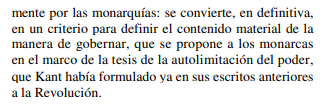 mente por las monarquías: se convierte, en definitiva,
en un criterio para definir el contenido material de la
manera de gobernar, que se propone a los monarcas
en el marco de la tesis de la autolimitación del poder,
que Kant había formulado ya en sus escritos anteriores
a la Revolución.